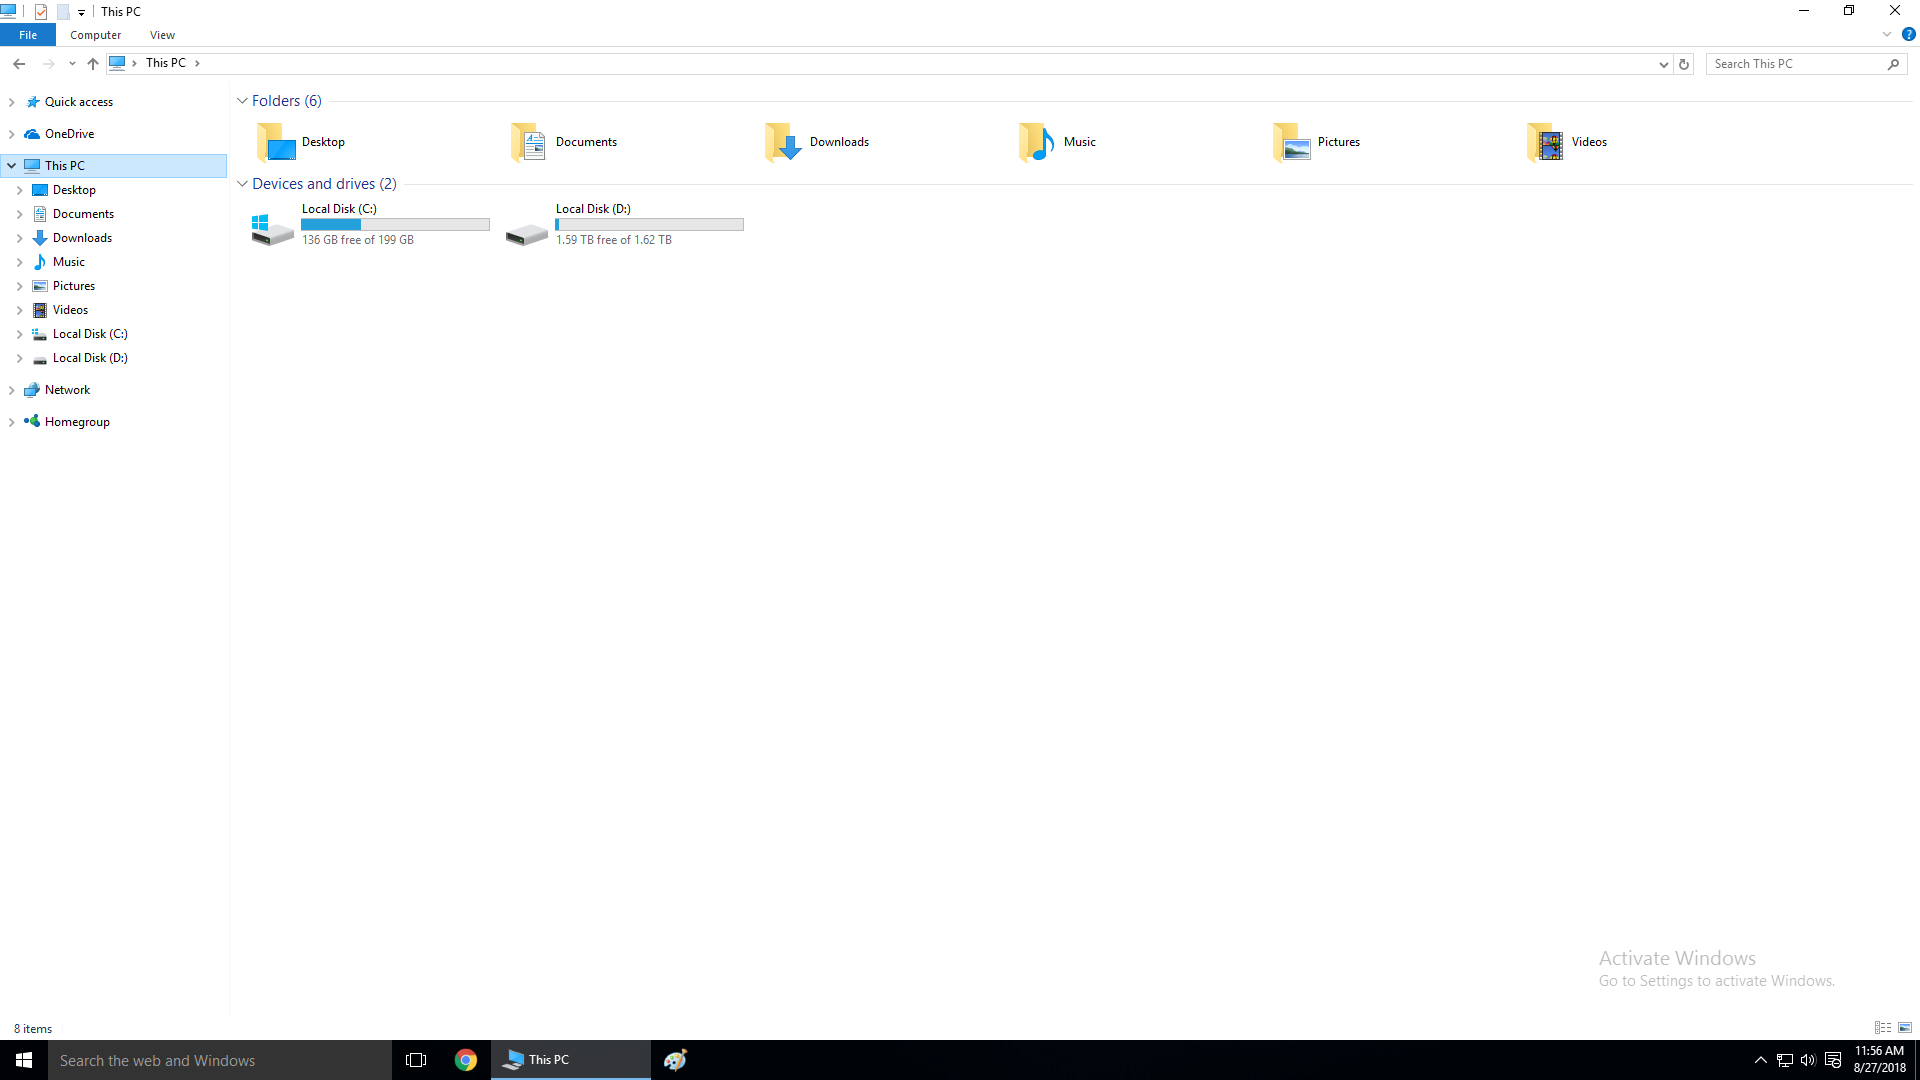 This PC
File
Computer
View
This PC
Search This PC
Quick access
OneDrive
This PC
Desktop
Documents
Downloads
Music
Pictures
Videos
Local Disk (C:)
Local Disk (D:)
Network
Homegroup
Folders (6)
Desktop
Documents
Downloads
Music
Pictures
Videos
Devices and drives (2)
Local Disk (C:)
136 GB free of 199 GB
Local Disk (D:)
1.59 TB free of 1.62 TB
Activate Windows
Go to Settings to activate Windows.
8 items
Search the web and Windows
This PC
11:56 AM
8/27/2018